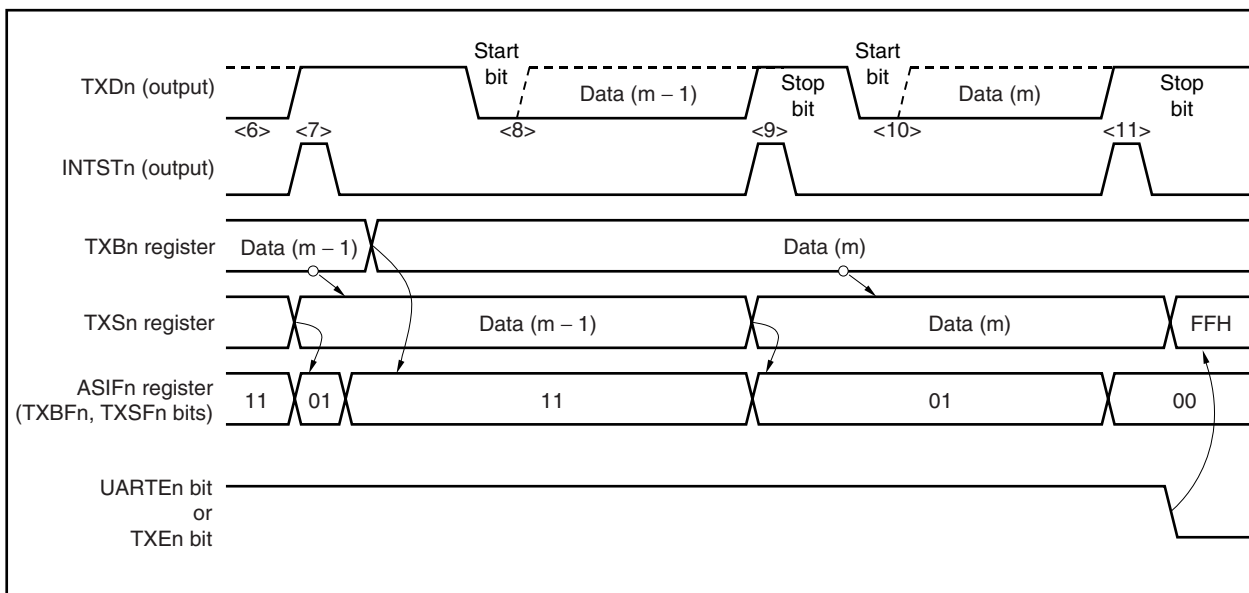 Start bit
Start bit
TXDn (output)
Data (m – 1)
Stop bit
Data (m)
Stop bit
<6> <7> <8> <9> <10> <11>
INTSTn (output)
TXBn register
Data (m – 1)
Data (m)
TXSn register
Data (m – 1)
Data (m)
FFH
ASIFn register
(TXBFn, TXSFn bits)
11 01 11 01 00
UARTEn bit
or
TXEn bit